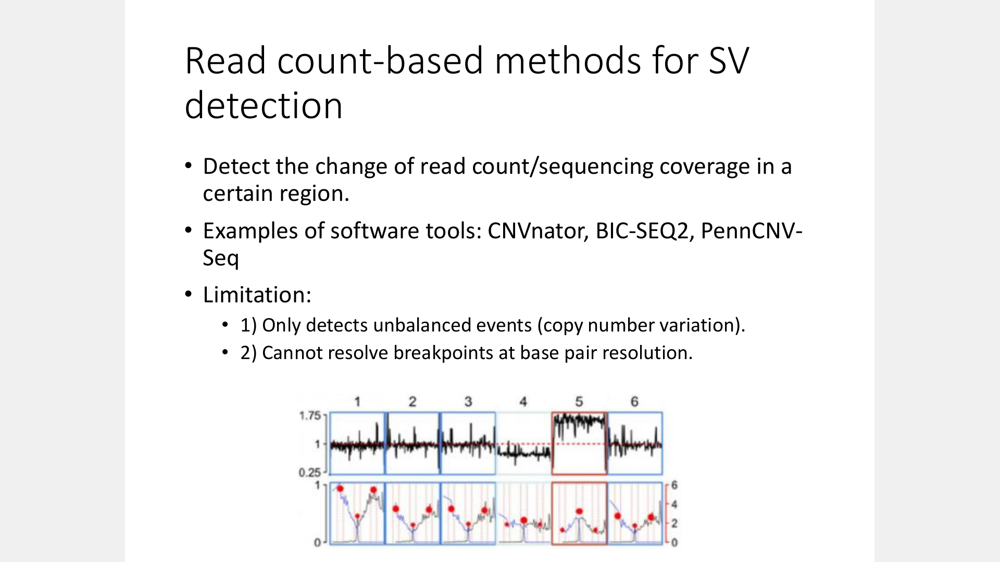 Read count-based methods for SV
detection
• Detect the change of read count/sequencing coverage in a
certain region.
• Examples of software tools: CNVnator, BIC-SEQ2, PennCNV-
Seq
• Limitation:
• 1) Only detects unbalanced events (copy number variation).
• 2) Cannot resolve breakpoints at base pair resolution.
1 2 3 4 5 6
1.75
1
0.25
1 6
4
2
0 0